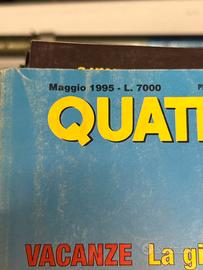 Maggio 1995 - L. 7000
QUAT
VACANZE La gi